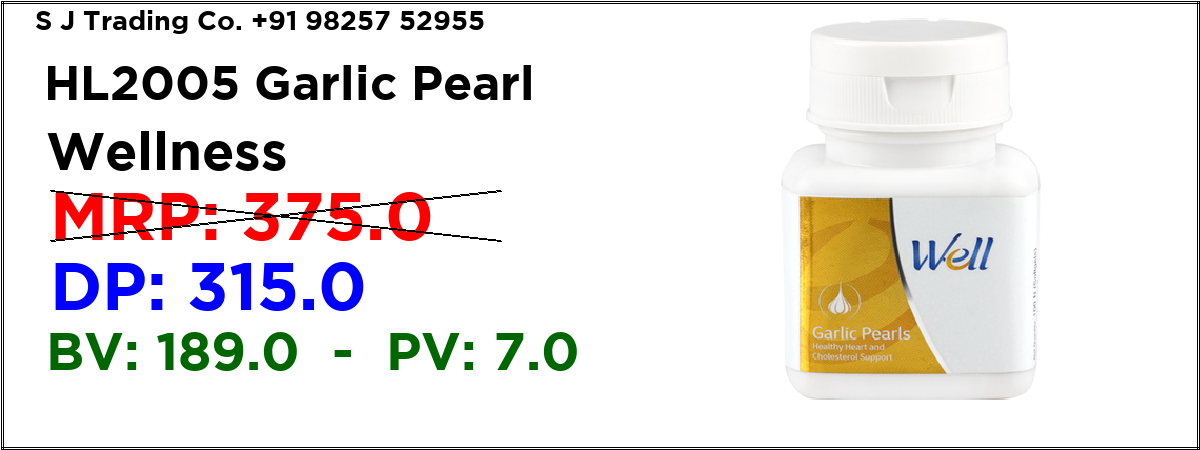 S J Trading Co. +91 98257 52955
HL2005 Garlic Pearl
Wellness
MRP: 375.0
DP: 315.0
BV: 189.0 - PV: 7.0
Well
Garlic Pearls
Healthy Heart and
Cholesterol Support